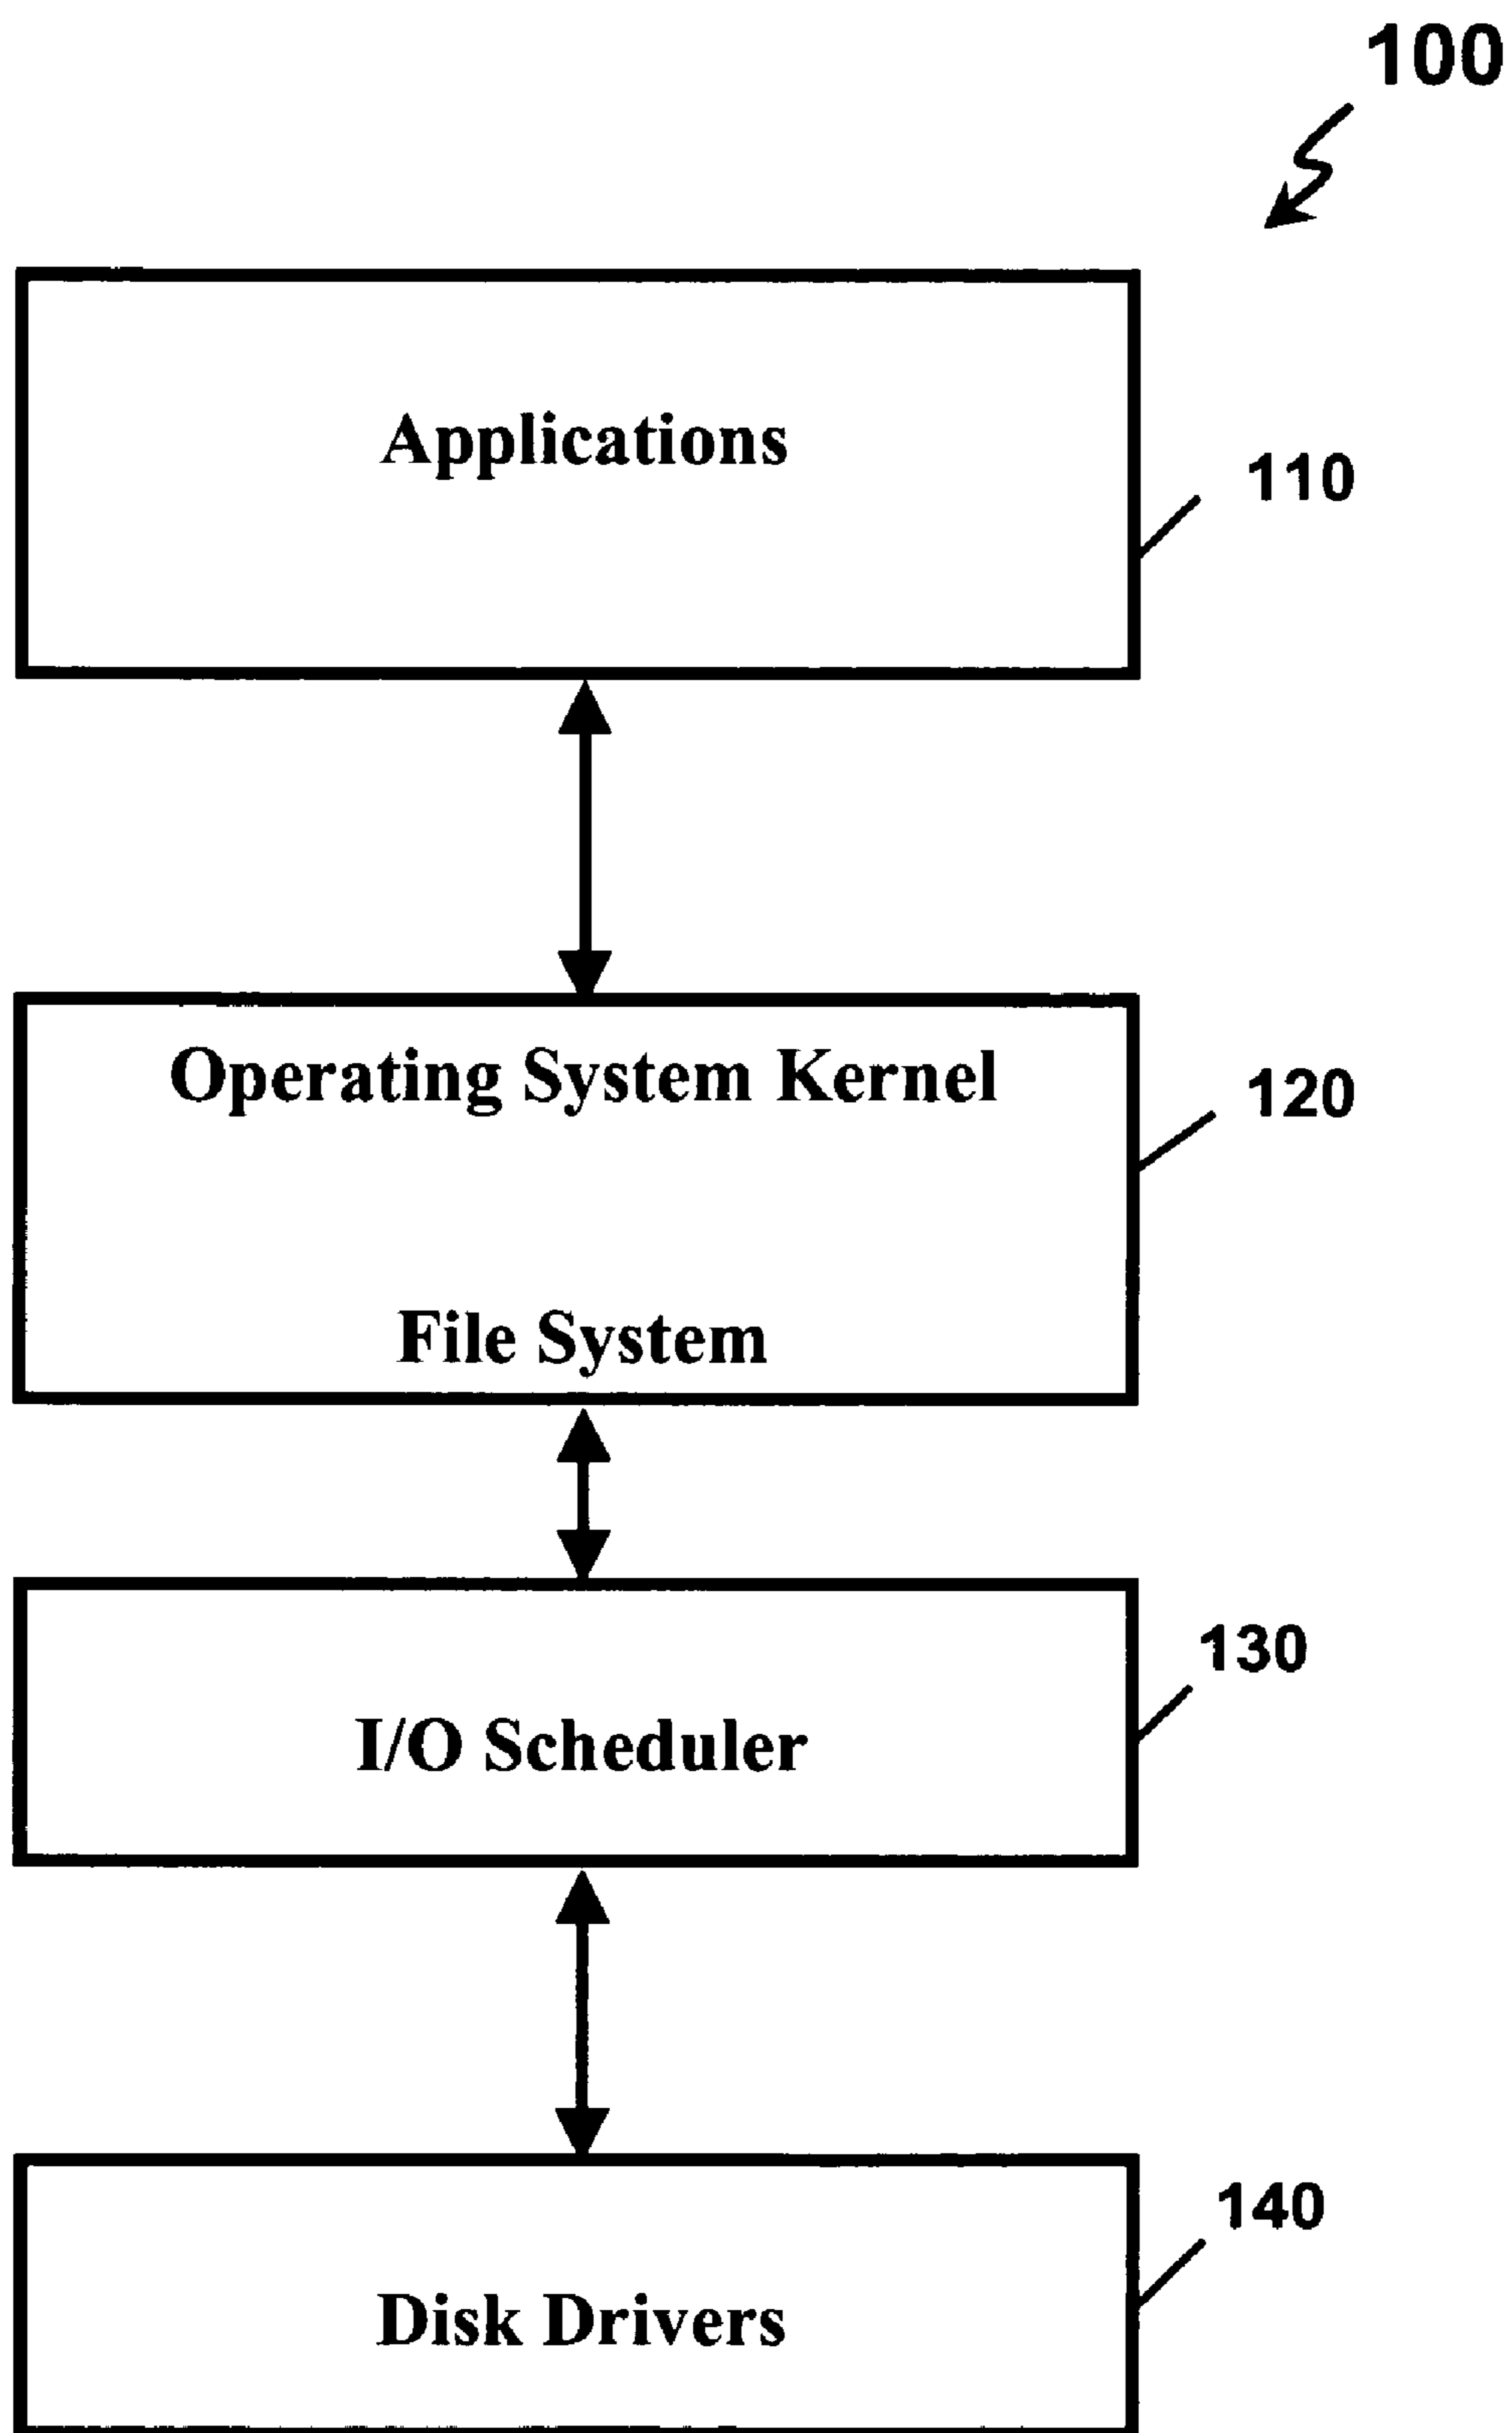 100
Applications
110
Operating System Kernel
120
File System
130
I/O Scheduler
140
Disk Drivers